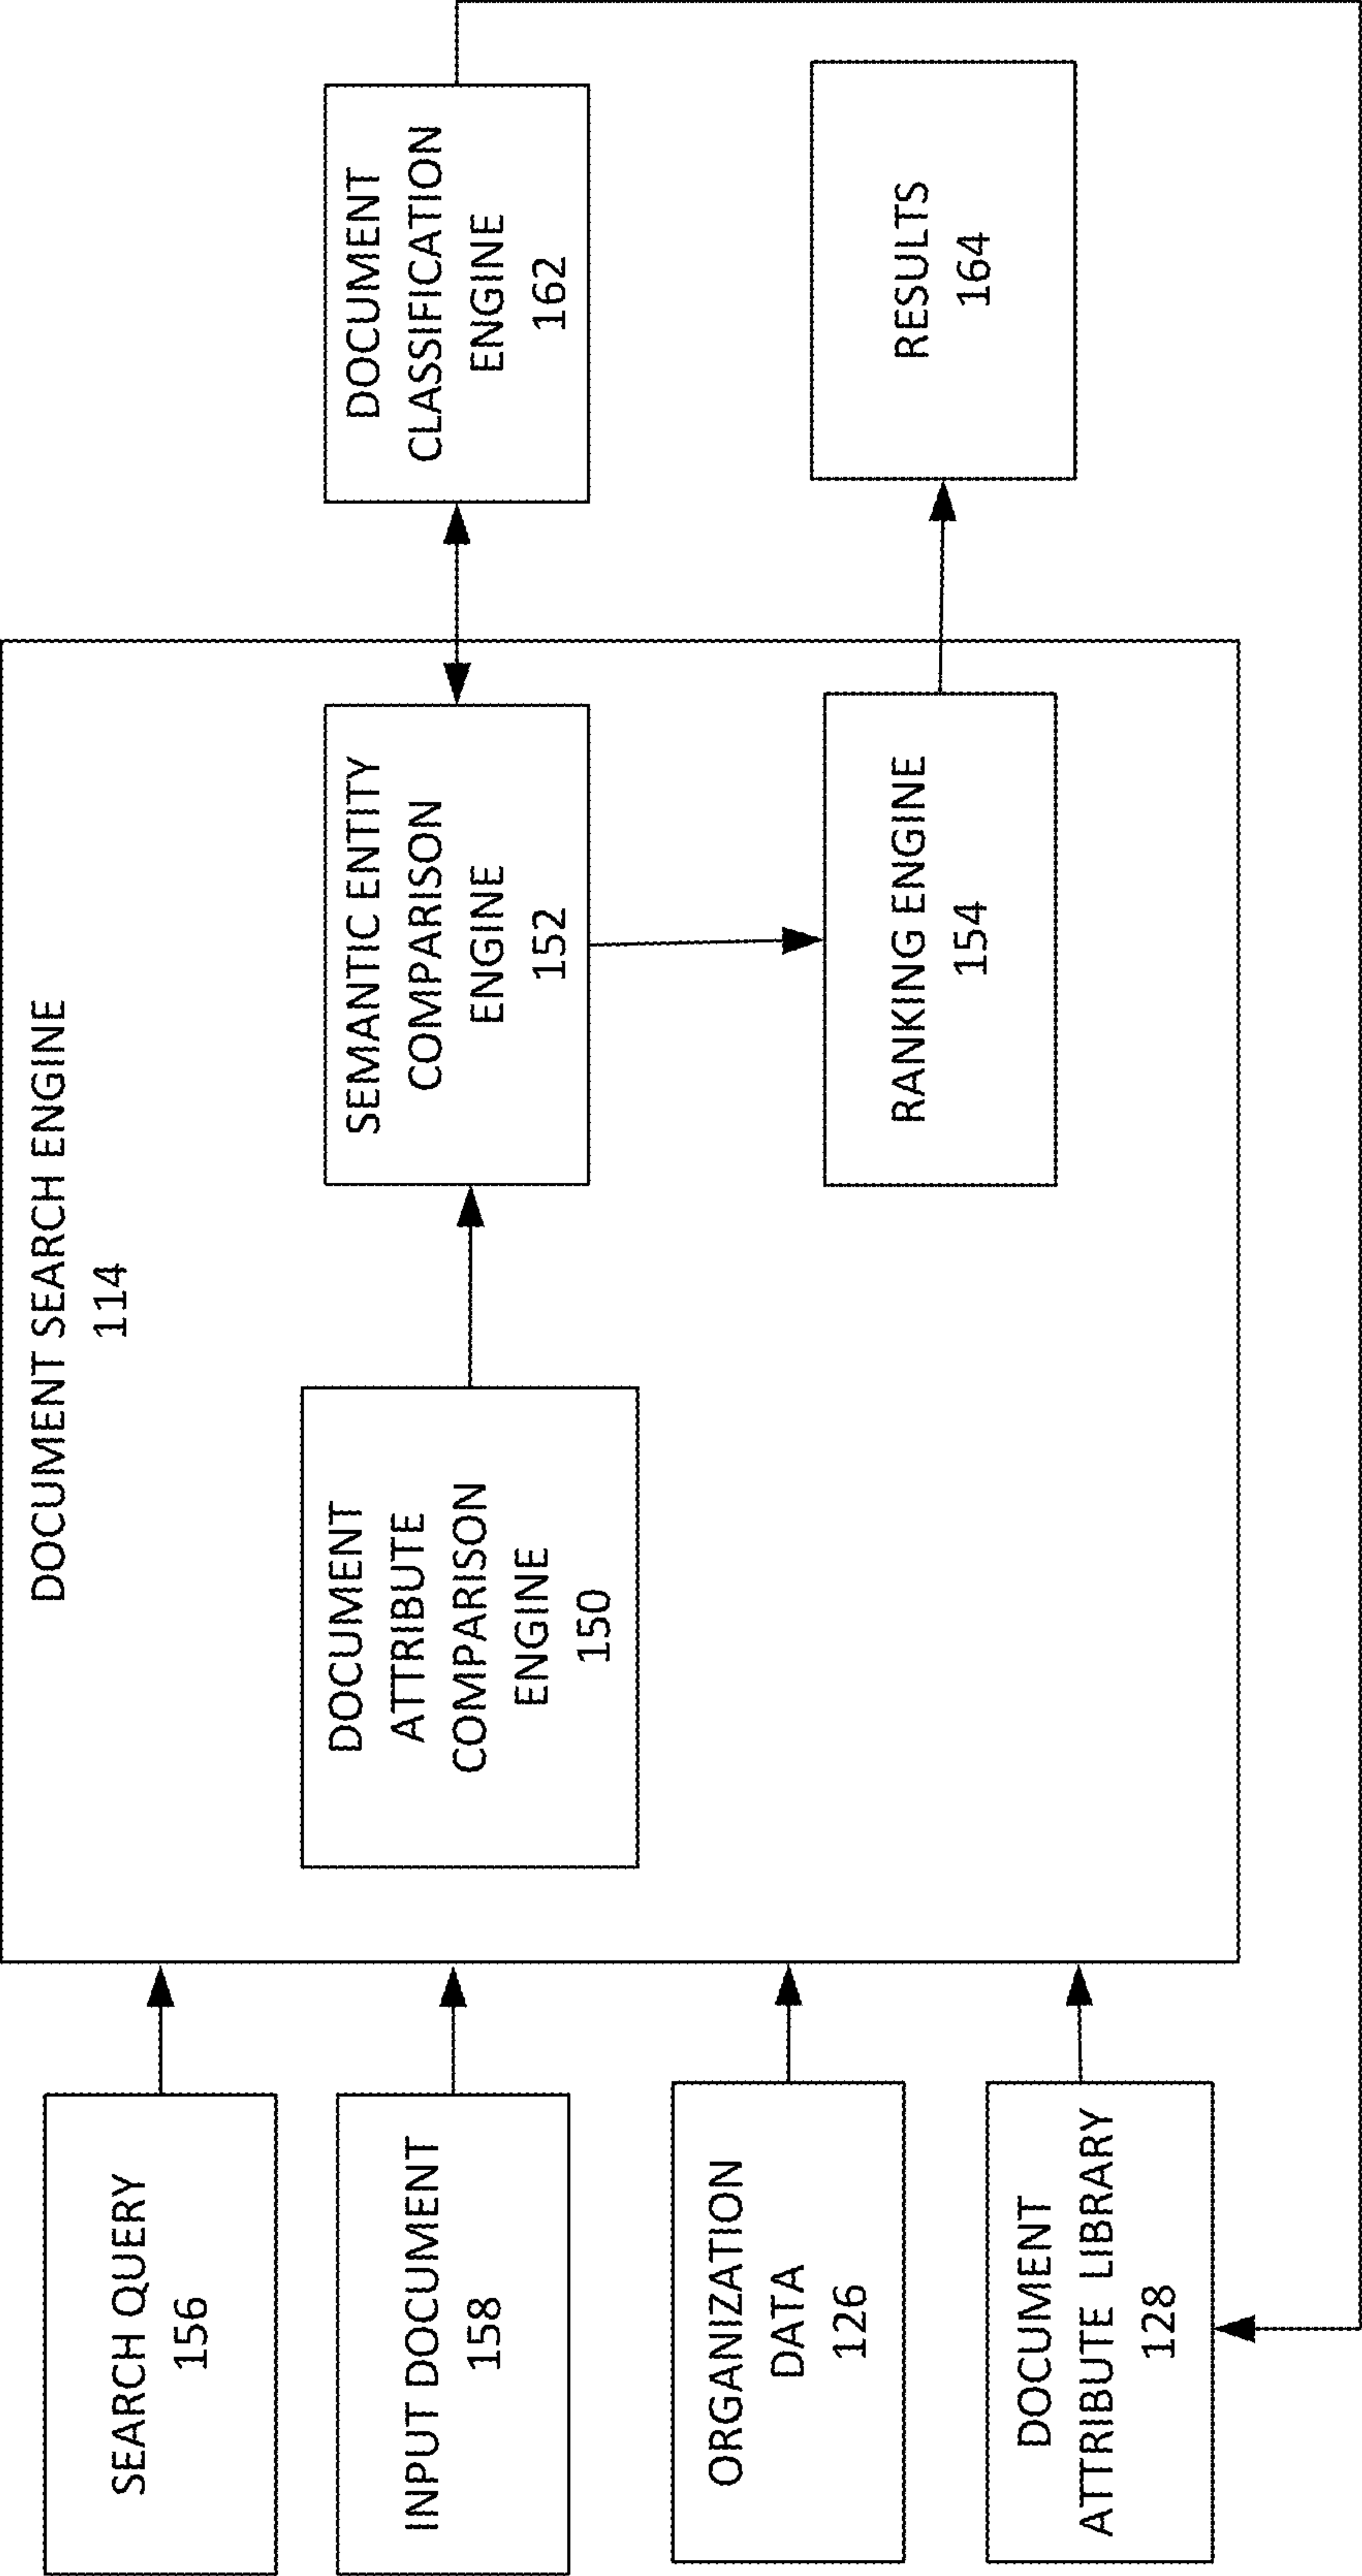 DOCUMENT SEARCH ENGINE
114
SEARCH QUERY
156
INPUT DOCUMENT
158
ORGANIZATION
DATA
126
DOCUMENT
ATTRIBUTE LIBRARY
128
DOCUMENT
ATTRIBUTE
COMPARISON
ENGINE
150
SEMANTIC ENTITY
COMPARISON
ENGINE
152
RANKING ENGINE
154
DOCUMENT
CLASSIFICATION
ENGINE
162
RESULTS
164